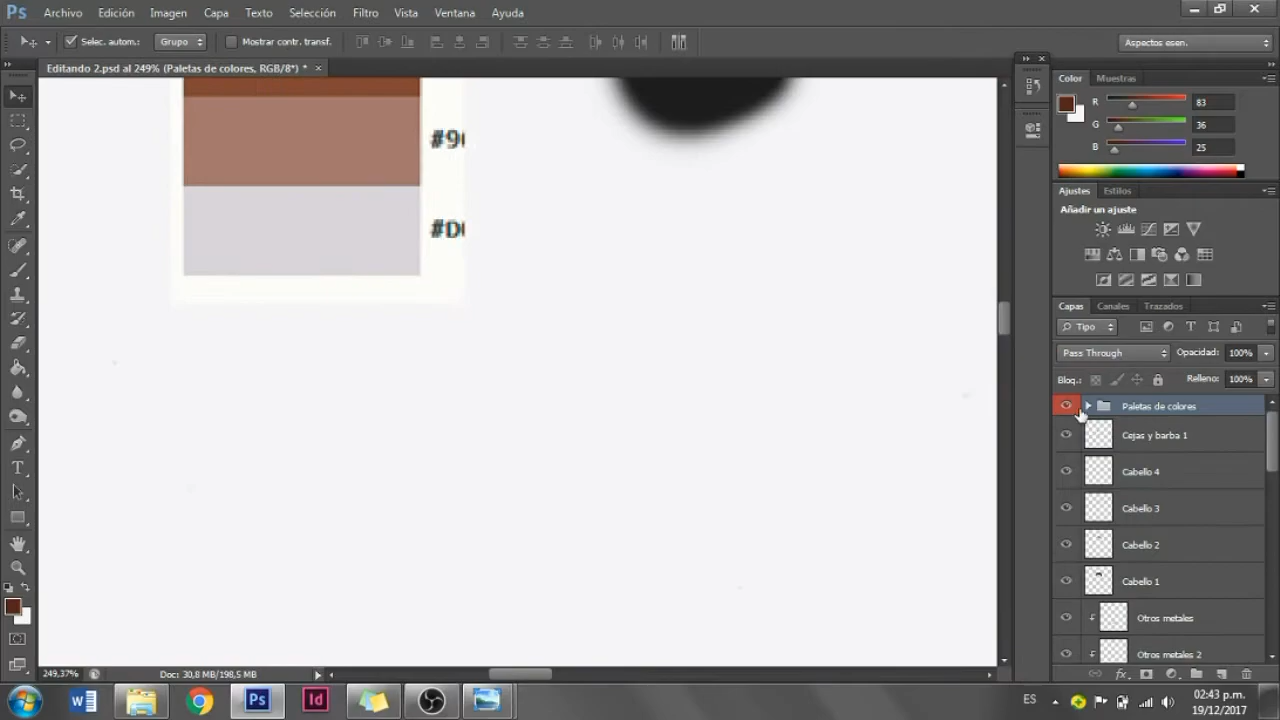 Ps Archivo Edición Imagen Capa Texto Selección Filtro Vista Ventana Ayuda
Selec. autom.: Grupo Mostrar contr. transf. Aspectos esen.
Editando 2.psd al 249% (Paletas de colores, RGB/8*) *
Color Muestras
R 83
G 36
B 25
#9
#D
Ajustes Estilos
Añadir un ajuste
Capas Canales Trazados
Tipo
Pass Through Opacidad: 100%
Bloq.: Relleno: 100%
Paletas de colores
Cejas y barba 1
Cabello 4
Cabello 3
Cabello 2
Cabello 1
Otros metales
Otros metales 2
249.37% Doc: 30,8 MB/198,5 MB
ES 02:43 p.m.
19/12/2017